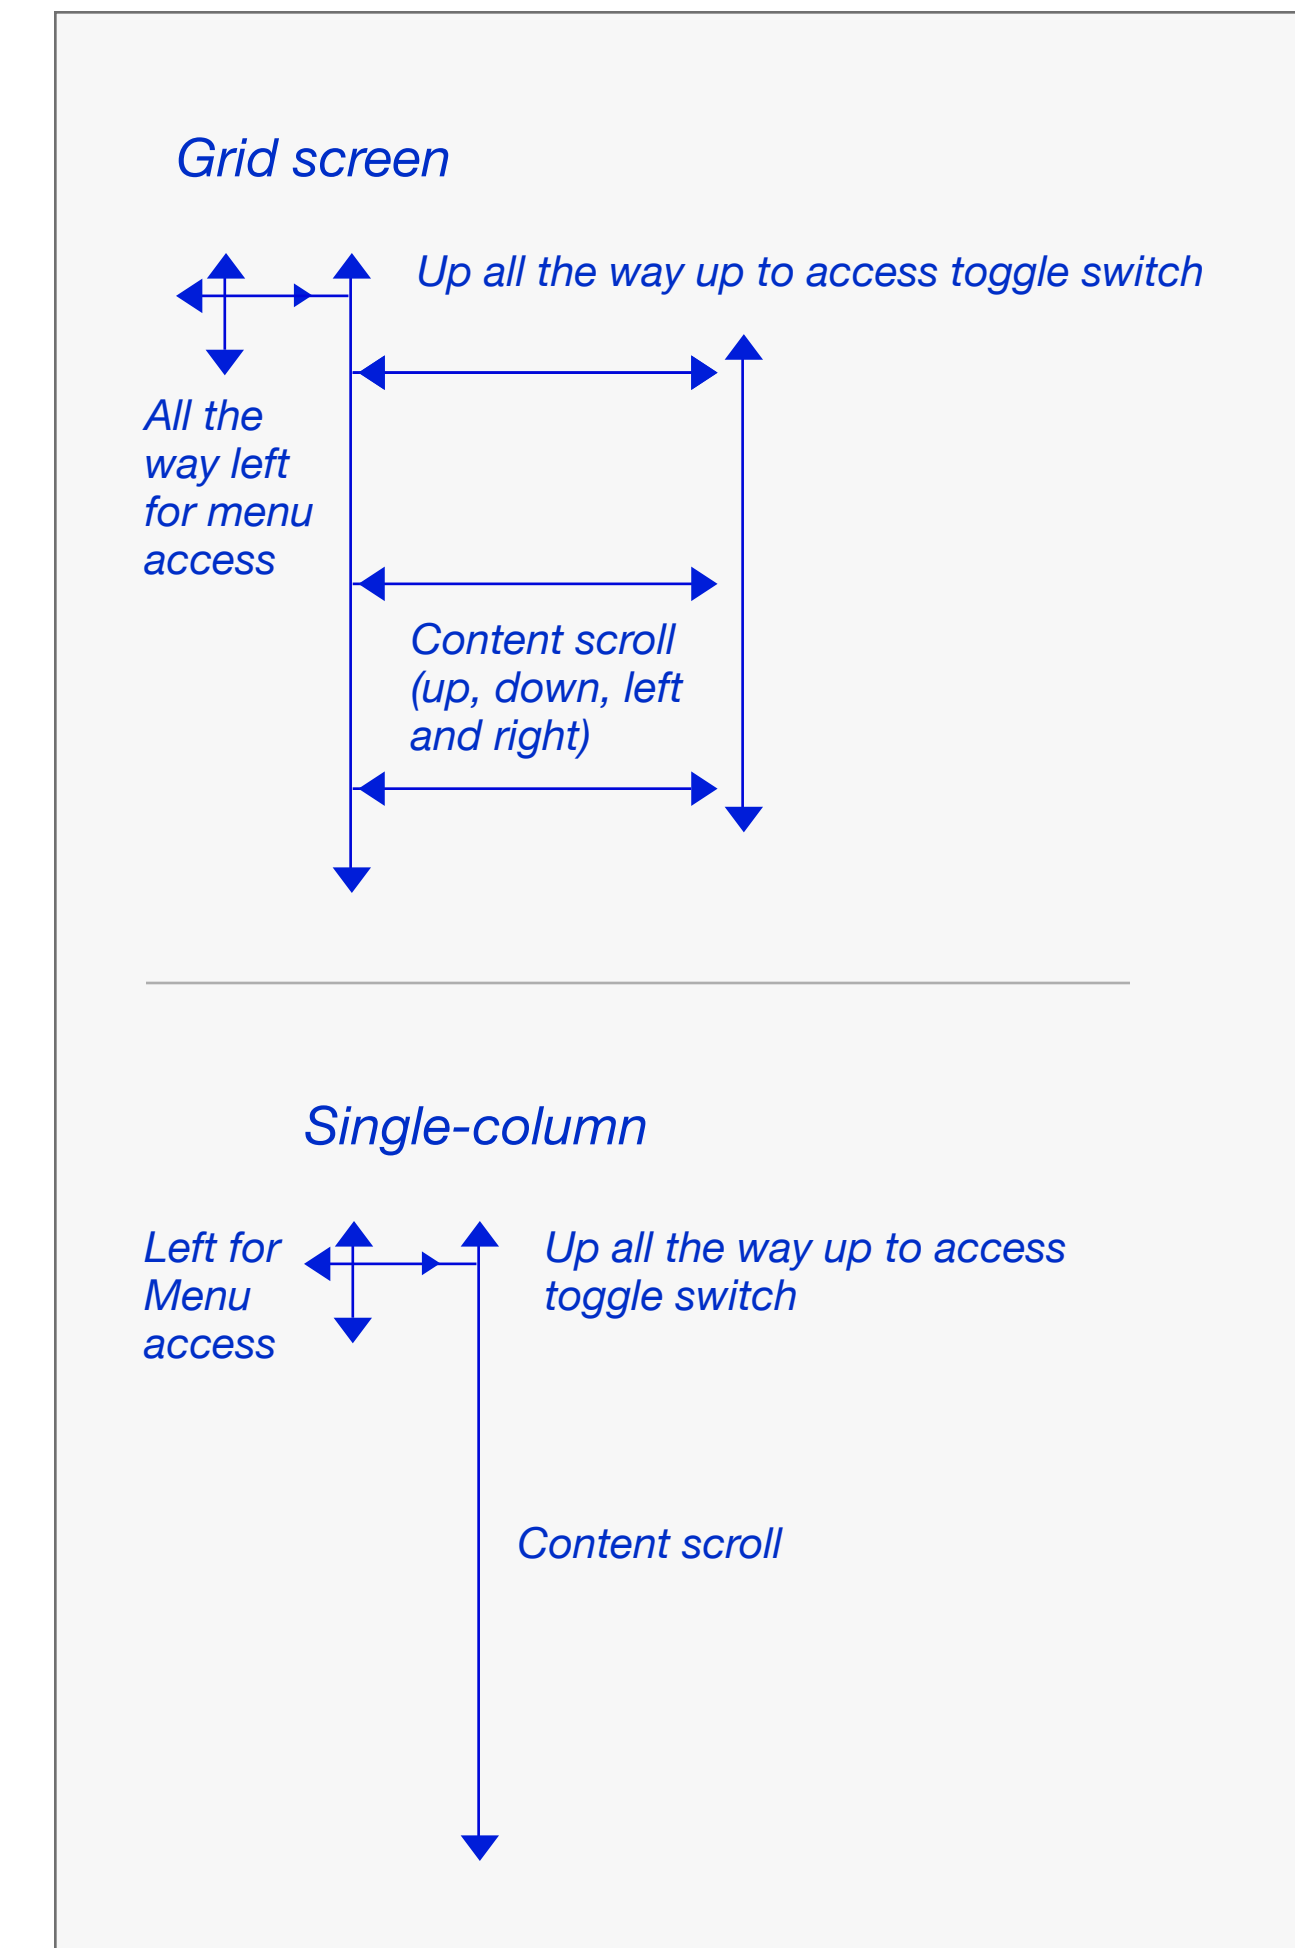 Grid screen
Up all the way up to access toggle switch
All the
way left
for menu
access
Content scroll
(up, down, left
and right)
Single-column
Left for
Menu
access
Up all the way up to access
toggle switch
Content scroll